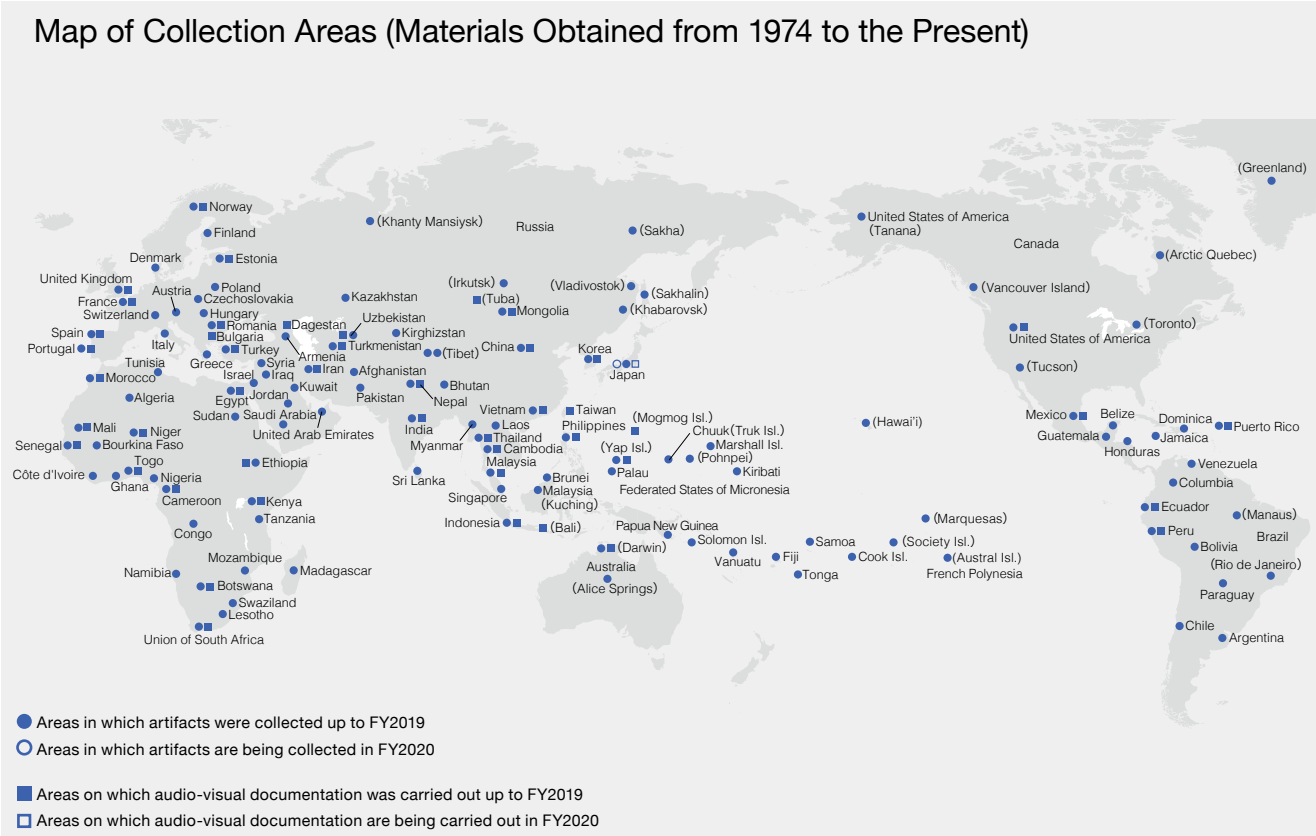 Map of Collection Areas (Materials Obtained from 1974 to the Present)
(Greenland)
Norway
(Khanty Mansiysk)
Russia
(Sakha)
United States of America
(Tanana)
Finland
Canada
Denmark
Estonia
(Arctic Quebec)
United Kingdom
Austria
Poland
(Irkutsk)
(Vladivostok)
(Vancouver Island)
France
Czechoslovakia
Kazakhstan
(Tuba)
(Sakhalin)
Switzerland
Hungary
Uzbekistan
Mongolia
(Khabarovsk)
Spain
Romania
Dagestan
Kirghizstan
(Toronto)
Bulgaria
United States of America
Portugal
Italy
Turkey
Armenia
Turkmenistan
(Tibet)
China
Korea
Tunisia
Greece
Syria
Iran
Afghanistan
Japan
(Tucson)
Morocco
Israel
Iraq
Kuwait
Pakistan
Bhutan
Nepal
Algeria
Egypt
Jordan
Sudan
Saudi Arabia
United Arab Emirates
India
Vietnam
Taiwan
(Mogmog Isl.)
(Hawai'i)
Mexico
Belize
Dominica
Puerto Rico
Mali
Niger
Myanmar
Laos
Philippines
Chuuk(Truk Isl.)
Guatemala
Jamaica
Senegal
Bourkina Faso
Thailand
Cambodia
(Yap Isl.)
Marshall Isl.
Honduras
Togo
Ethiopia
Malaysia
(Pohnpei)
Venezuela
Côte d'Ivoire
Ghana
Nigeria
Sri Lanka
Brunei
Palau
Kiribati
Columbia
Cameroon
Kenya
Singapore
Malaysia
(Kuching)
Federated States of Micronesia
Ecuador
Tanzania
Indonesia
(Bali)
Papua New Guinea
(Marquesas)
(Manaus)
Congo
Solomon Isl.
Samoa
(Society Isl.)
Peru
Brazil
Mozambique
(Darwin)
Vanuatu
Fiji
Cook Isl.
(Austral Isl.)
Bolivia
Namibia
Madagascar
Australia
Tonga
French Polynesia
(Rio de Janeiro)
Botswana
(Alice Springs)
Paraguay
Swaziland
Lesotho
Chile
Union of South Africa
Argentina
Areas in which artifacts were collected up to FY2019
Areas in which artifacts are being collected in FY2020
Areas on which audio-visual documentation was carried out up to FY2019
Areas on which audio-visual documentation are being carried out in FY2020